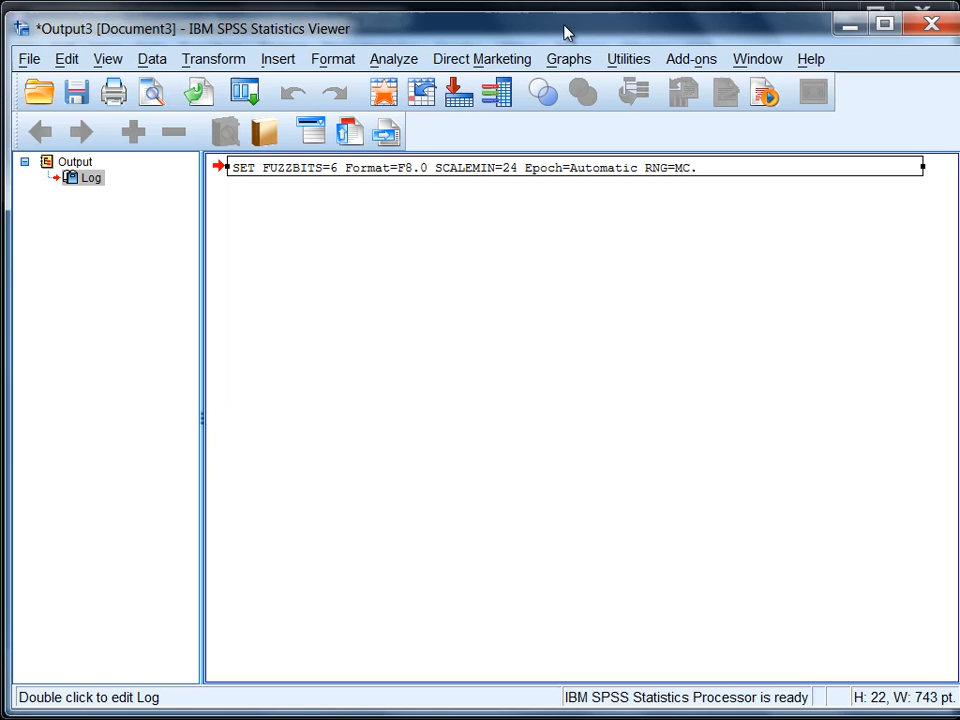 *Output3 [Document3] - IBM SPSS Statistics Viewer
File Edit View Data Transform Insert Format Analyze Direct Marketing Graphs Utilities Add-ons Window Help
Output
Log
SET FUZZBITS=6 Format=F8.0 SCALEMIN=24 Epoch=Automatic RNG=MC.
Double click to edit Log IBM SPSS Statistics Processor is ready H: 22, W: 743 pt.